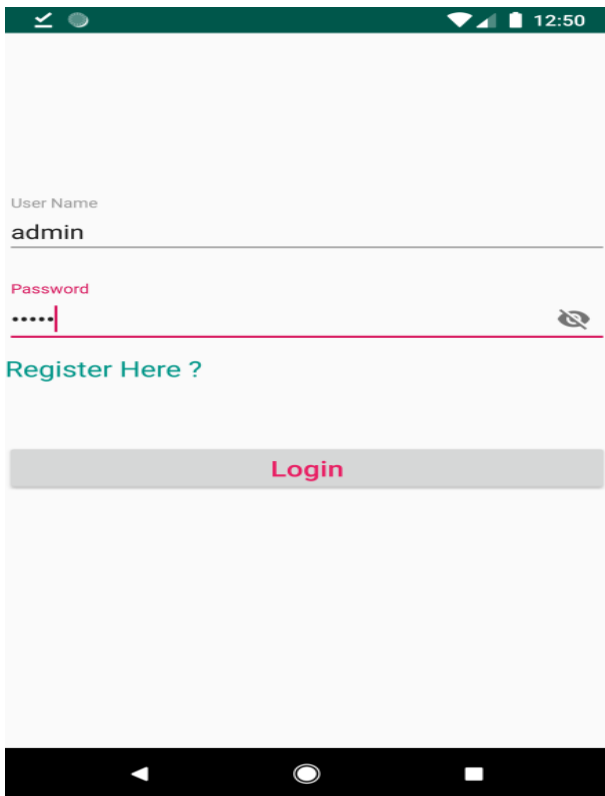 12:50
User Name
admin
Password
•••••
Register Here ?
Login